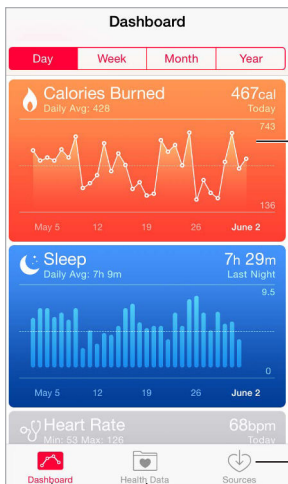 Dashboard
Day Week Month Year
Calories Burned 467cal
Daily Avg: 428 Today
743
136
May 5 12 19 26 June 2
Sleep 7h 29m
Daily Avg: 7h 9m Last Night
9.5
0
May 5 12 19 26 June 2
Heart Rate 68bpm
Min: 53 Max: 126 Today
Dashboard Health Data Sources